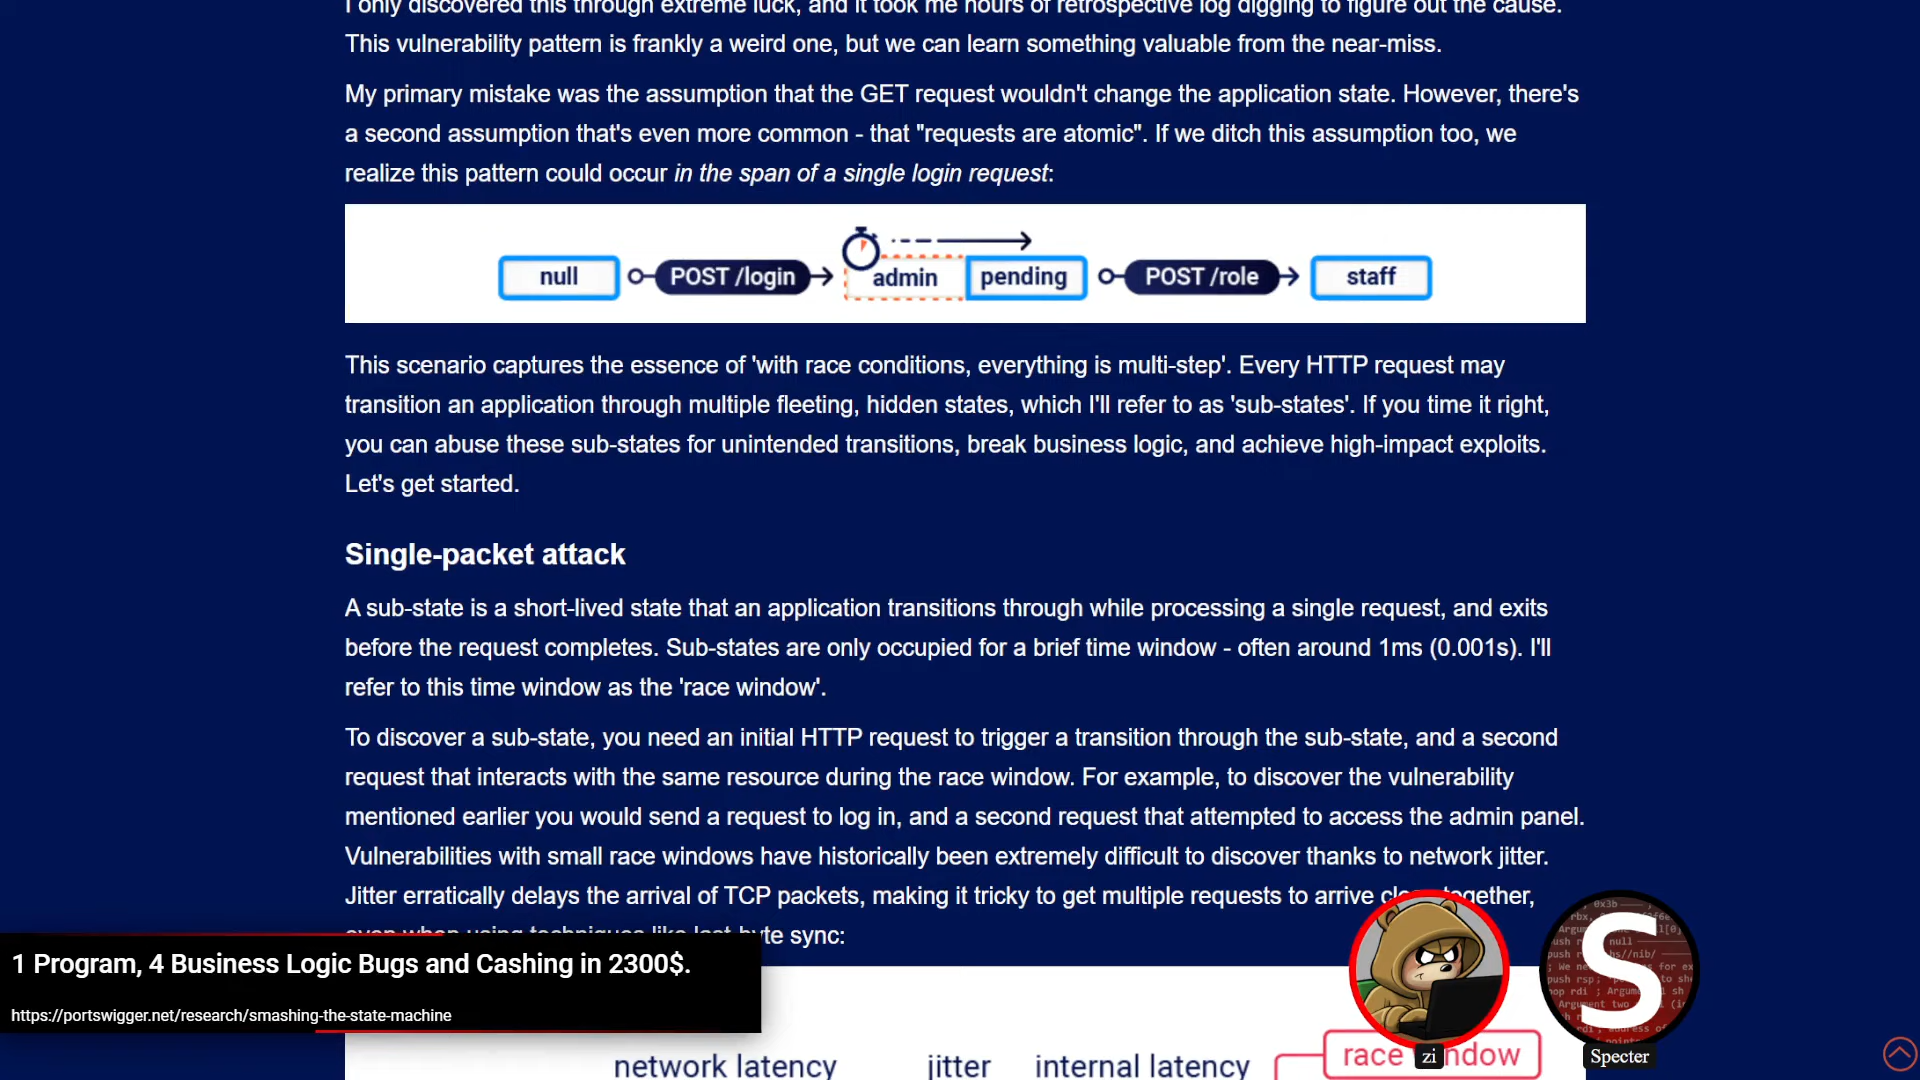 I only discovered this through extreme luck, and it took me hours of retrospective log digging to figure out the cause.
This vulnerability pattern is frankly a weird one, but we can learn something valuable from the near-miss.
My primary mistake was the assumption that the GET request wouldn't change the application state. However, there's
a second assumption that's even more common - that "requests are atomic". If we ditch this assumption too, we
realize this pattern could occur in the span of a single login request:
null POST /login admin pending POST /role staff
This scenario captures the essence of 'with race conditions, everything is multi-step'. Every HTTP request may
transition an application through multiple fleeting, hidden states, which I'll refer to as 'sub-states'. If you time it right,
you can abuse these sub-states for unintended transitions, break business logic, and achieve high-impact exploits.
Let's get started.
Single-packet attack
A sub-state is a short-lived state that an application transitions through while processing a single request, and exits
before the request completes. Sub-states are only occupied for a brief time window - often around 1ms (0.001s). I'll
refer to this time window as the 'race window'.
To discover a sub-state, you need an initial HTTP request to trigger a transition through the sub-state, and a second
request that interacts with the same resource during the race window. For example, to discover the vulnerability
mentioned earlier you would send a request to log in, and a second request that attempted to access the admin panel.
Vulnerabilities with small race windows have historically been extremely difficult to discover thanks to network jitter.
Jitter erratically delays the arrival of TCP packets, making it tricky to get multiple requests to arrive close together,
even when using techniques like last-byte sync:
1 Program, 4 Business Logic Bugs and Cashing in 2300$.
https://portswigger.net/research/smashing-the-state-machine
network latency jitter internal latency race window
zi
S
Specter